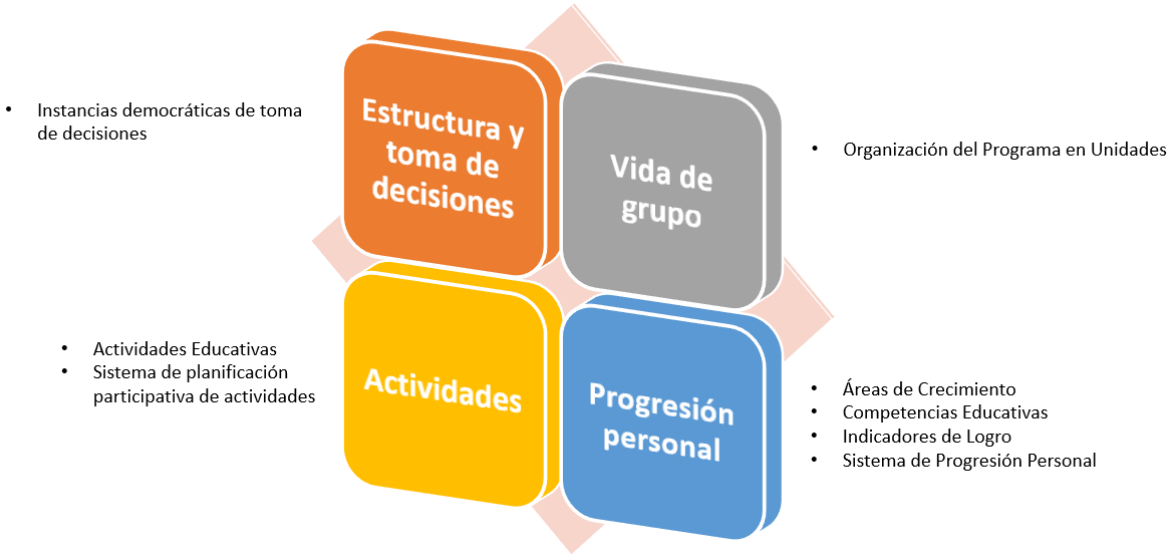 • Instancias democráticas de toma
de decisiones
Estructura y
toma de
decisiones
Vida de
grupo
• Organización del Programa en Unidades
• Actividades Educativas
• Sistema de planificación
participativa de actividades
Actividades
Progresión
personal
• Áreas de Crecimiento
• Competencias Educativas
• Indicadores de Logro
• Sistema de Progresión Personal